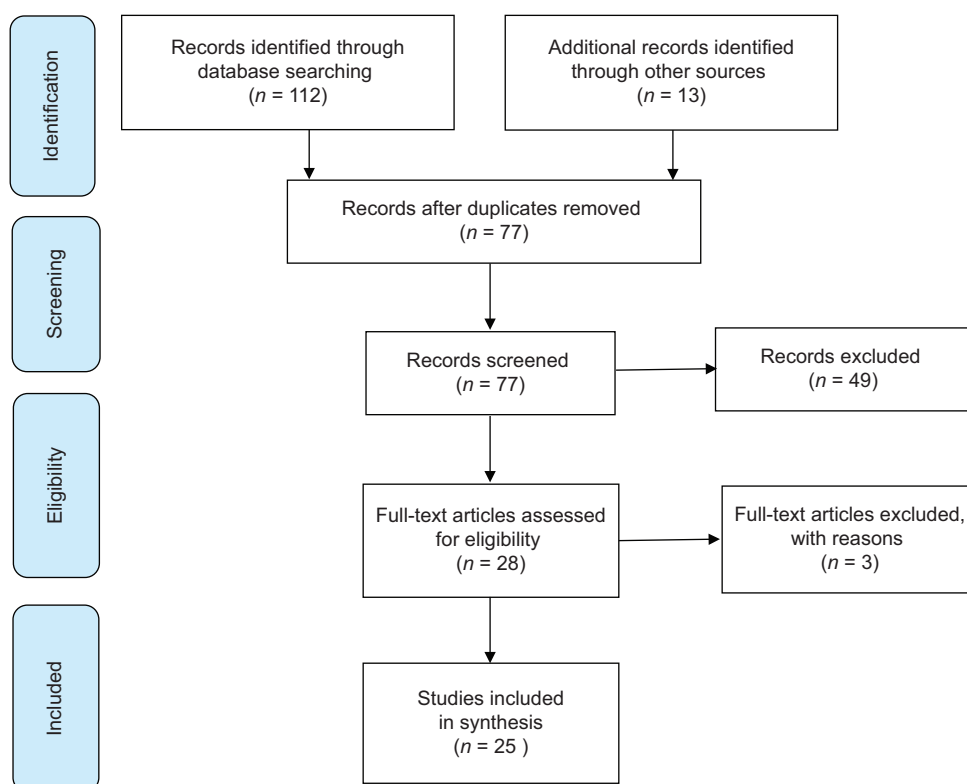 Identification
Records identified through
database searching
(n = 112)
Additional records identified
through other sources
(n = 13)
Records after duplicates removed
(n = 77)
Screening
Records screened
(n = 77)
Records excluded
(n = 49)
Eligibility
Full-text articles assessed
for eligibility
(n = 28)
Full-text articles excluded,
with reasons
(n = 3)
Included
Studies included
in synthesis
(n = 25 )